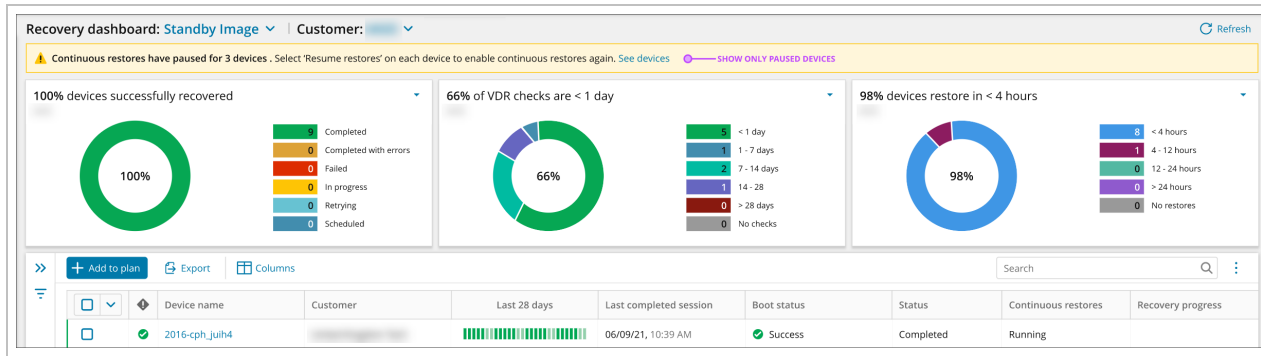 Recovery dashboard: Standby Image | Customer:
Refresh
Continuous restores have paused for 3 devices . Select 'Resume restores' on each device to enable continuous restores again. See devices
SHOW ONLY PAUSED DEVICES
100% devices successfully recovered
100%
9 Completed
0 Completed with errors
0 Failed
0 In progress
0 Retrying
0 Scheduled
66% of VDR checks are < 1 day
66%
5 < 1 day
1 1 - 7 days
2 7 - 14 days
1 14 - 28
0 > 28 days
0 No checks
98% devices restore in < 4 hours
98%
8 < 4 hours
1 4 - 12 hours
0 12 - 24 hours
0 > 24 hours
0 No restores
+ Add to plan Export Columns Search
Device name Customer Last 28 days Last completed session Boot status Status Continuous restores Recovery progress
2016-cph_juih4 06/09/21, 10:39 AM Success Completed Running